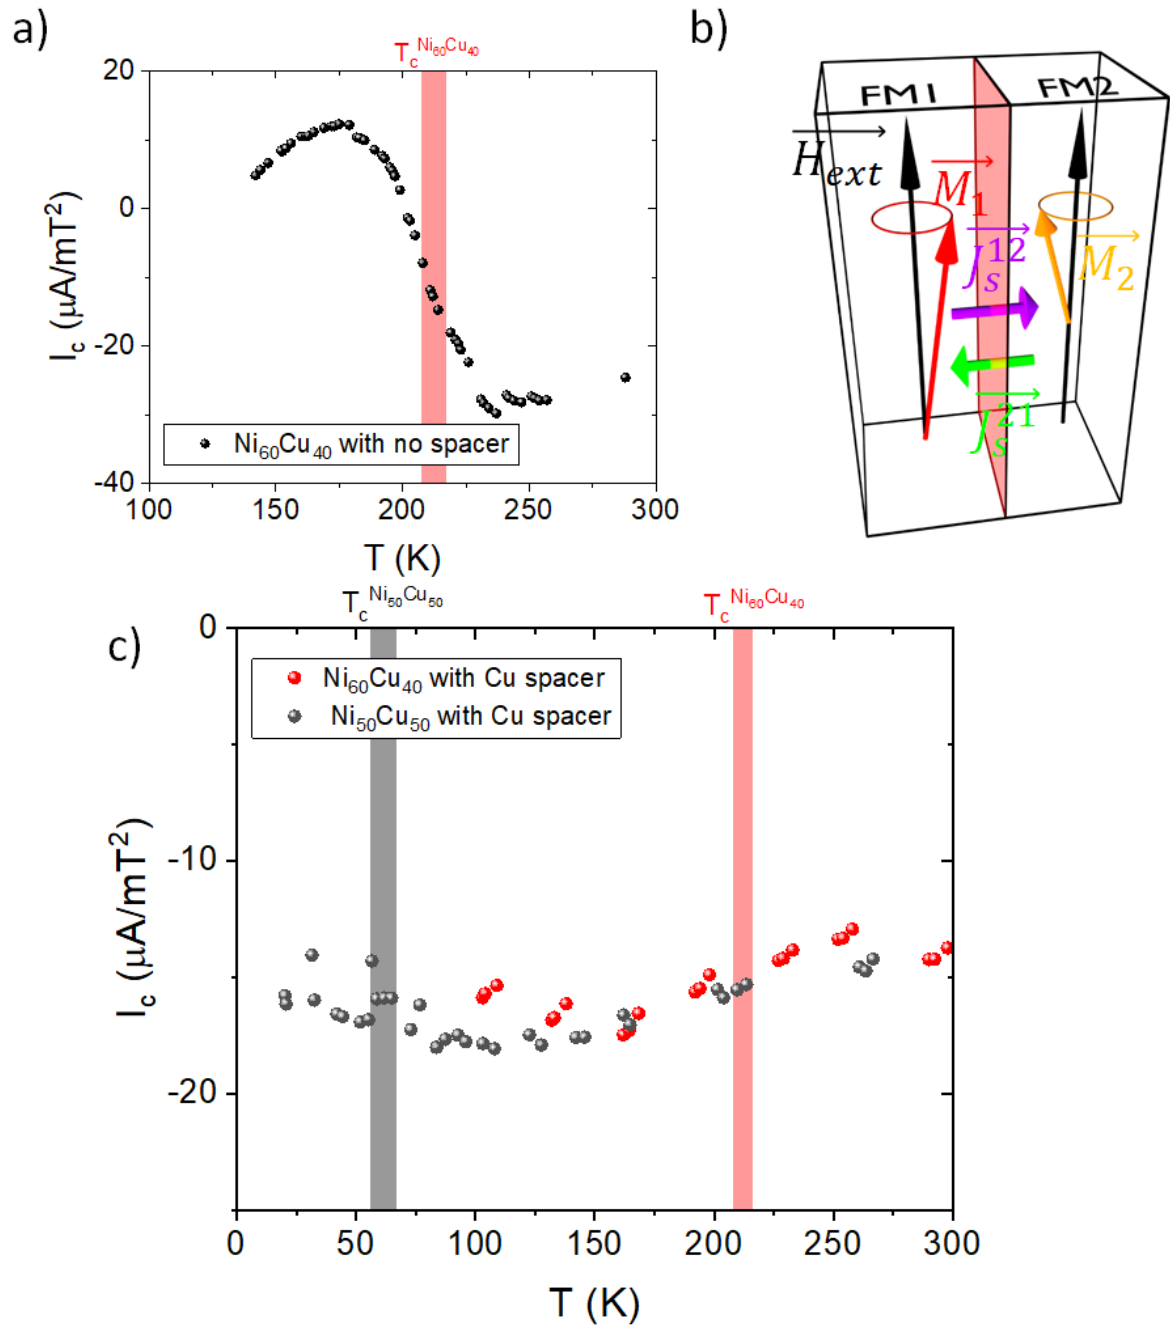 a)
T_c^Ni₆₀Cu₄₀
20
0
-20
-40
I_c (μA/mT²)
Ni₆₀Cu₄₀ with no spacer
100 150 200 250 300
T (K)
b)
FM1 FM2
H_ext
M₁
J_s^12
M₂
J_s^21
c)
T_c^Ni₅₀Cu₅₀ T_c^Ni₆₀Cu₄₀
0
-10
-20
I_c (μA/mT²)
Ni₆₀Cu₄₀ with Cu spacer
Ni₅₀Cu₅₀ with Cu spacer
0 50 100 150 200 250 300
T (K)